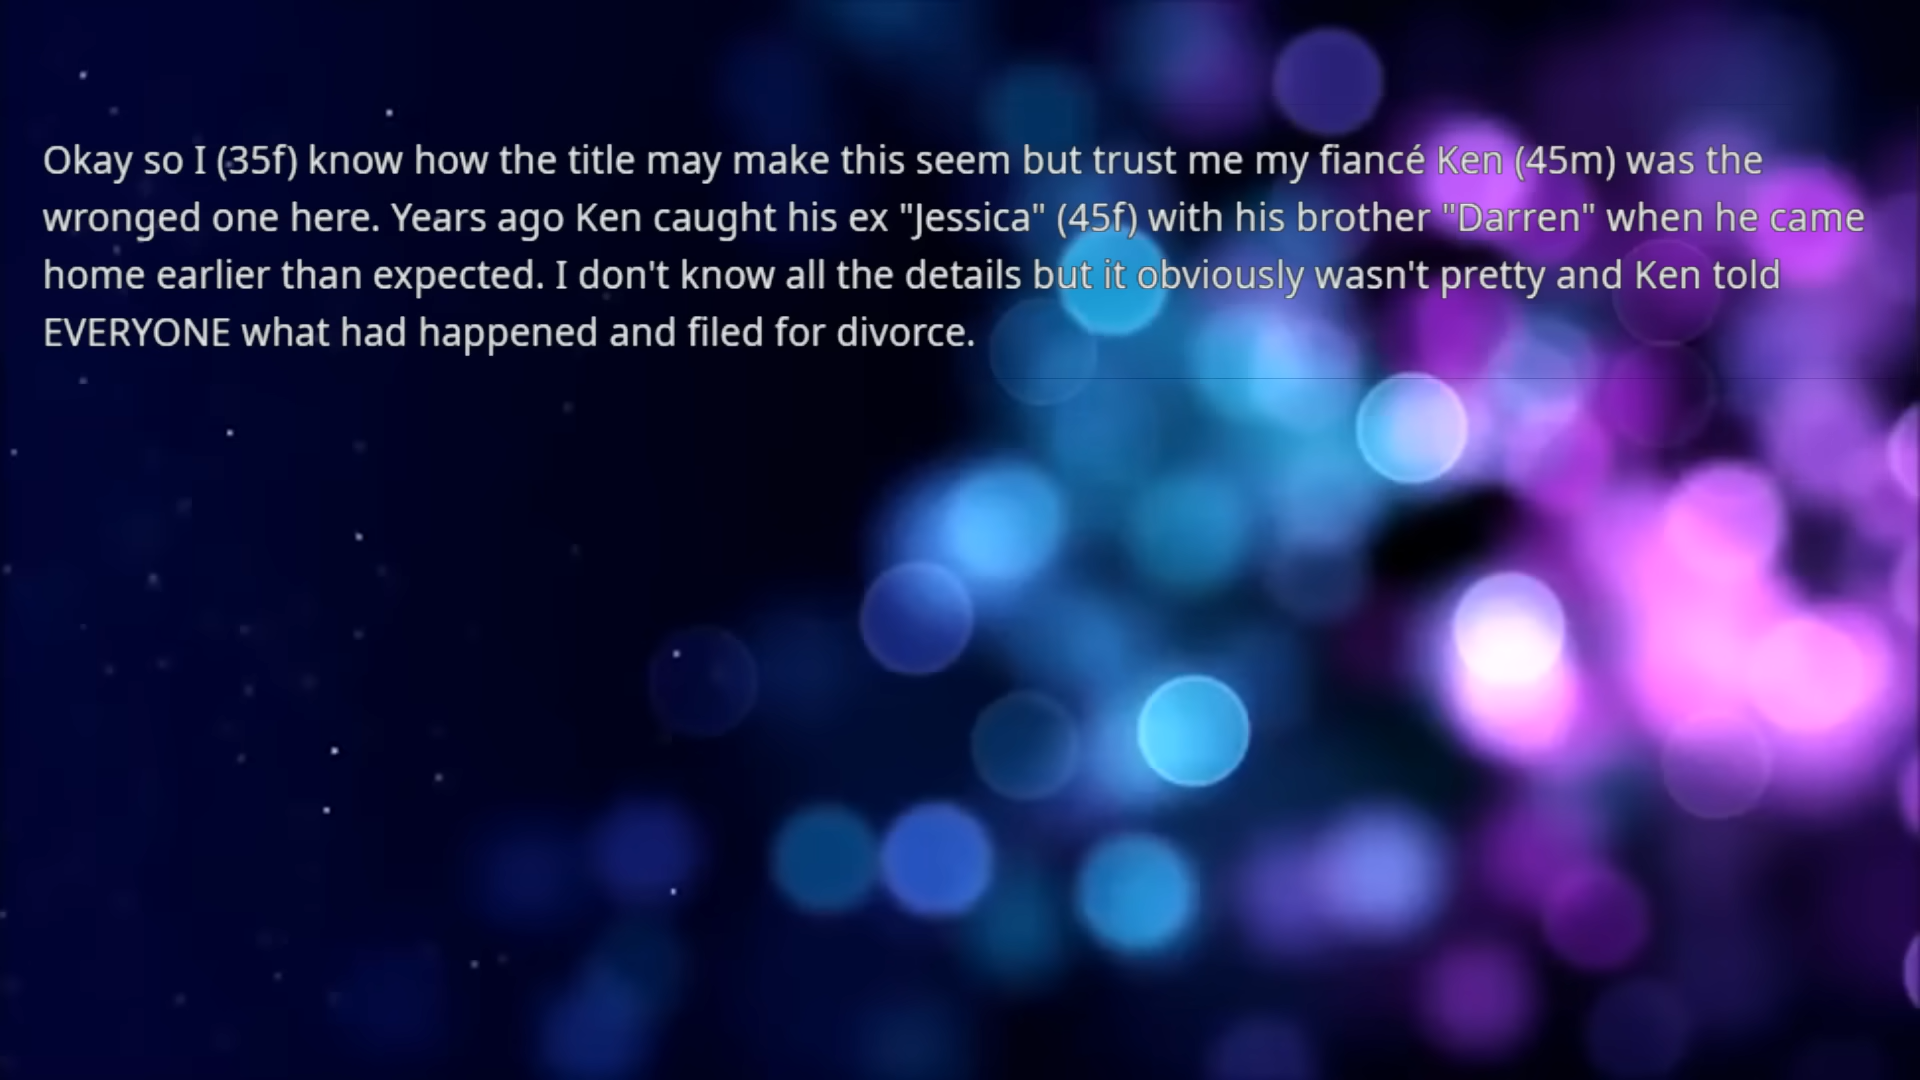 Okay so I (35f) know how the title may make this seem but trust me my fiancé Ken (45m) was the
wronged one here. Years ago Ken caught his ex "Jessica" (45f) with his brother "Darren" when he came
home earlier than expected. I don't know all the details but it obviously wasn't pretty and Ken told
EVERYONE what had happened and filed for divorce.